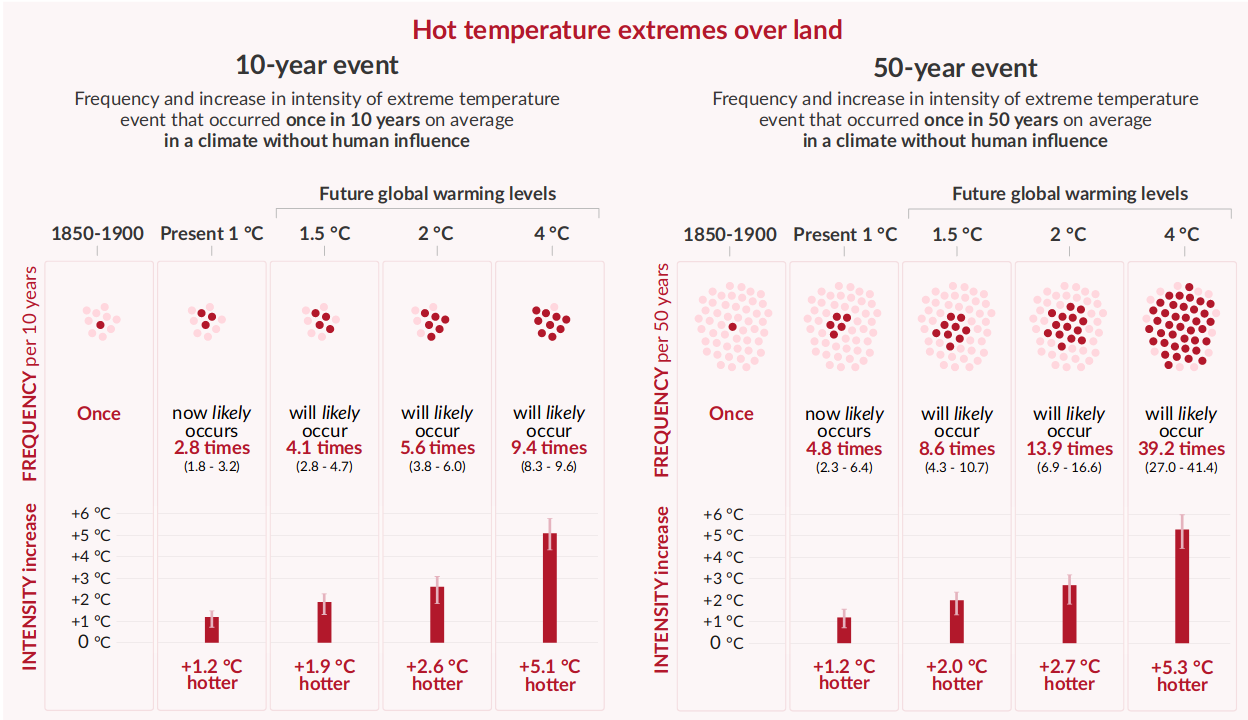 Hot temperature extremes over land
10-year event
Frequency and increase in intensity of extreme temperature
event that occurred once in 10 years on average
in a climate without human influence
Future global warming levels
1850-1900 Present 1 °C 1.5 °C 2 °C 4 °C
FREQUENCY per 10 years
Once
now likely
occurs
2.8 times
(1.8 - 3.2)
will likely
occur
4.1 times
(2.8 - 4.7)
will likely
occur
5.6 times
(3.8 - 6.0)
will likely
occur
9.4 times
(8.3 - 9.6)
INTENSITY increase
+6 °C
+5 °C
+4 °C
+3 °C
+2 °C
+1 °C
0 °C
+1.2 °C
hotter
+1.9 °C
hotter
+2.6 °C
hotter
+5.1 °C
hotter
50-year event
Frequency and increase in intensity of extreme temperature
event that occurred once in 50 years on average
in a climate without human influence
Future global warming levels
1850-1900 Present 1 °C 1.5 °C 2 °C 4 °C
FREQUENCY per 50 years
Once
now likely
occurs
4.8 times
(2.3 - 6.4)
will likely
occur
8.6 times
(4.3 - 10.7)
will likely
occur
13.9 times
(6.9 - 16.6)
will likely
occur
39.2 times
(27.0 - 41.4)
INTENSITY increase
+6 °C
+5 °C
+4 °C
+3 °C
+2 °C
+1 °C
0 °C
+1.2 °C
hotter
+2.0 °C
hotter
+2.7 °C
hotter
+5.3 °C
hotter